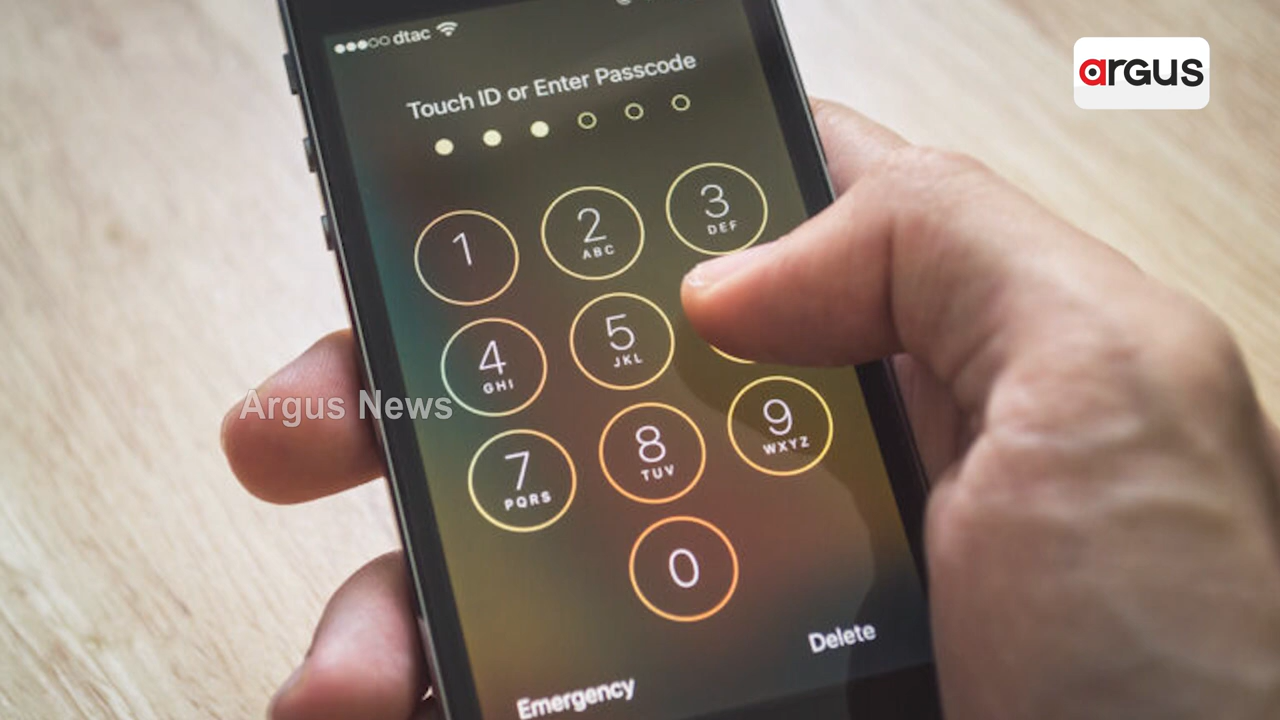 dtac
argus
Touch ID or Enter Passcode
1
2
ABC
3
DEF
4
GHI
5
JKL
7
PQRS
8
TUV
9
WXYZ
0
Argus News
Delete
Emergency